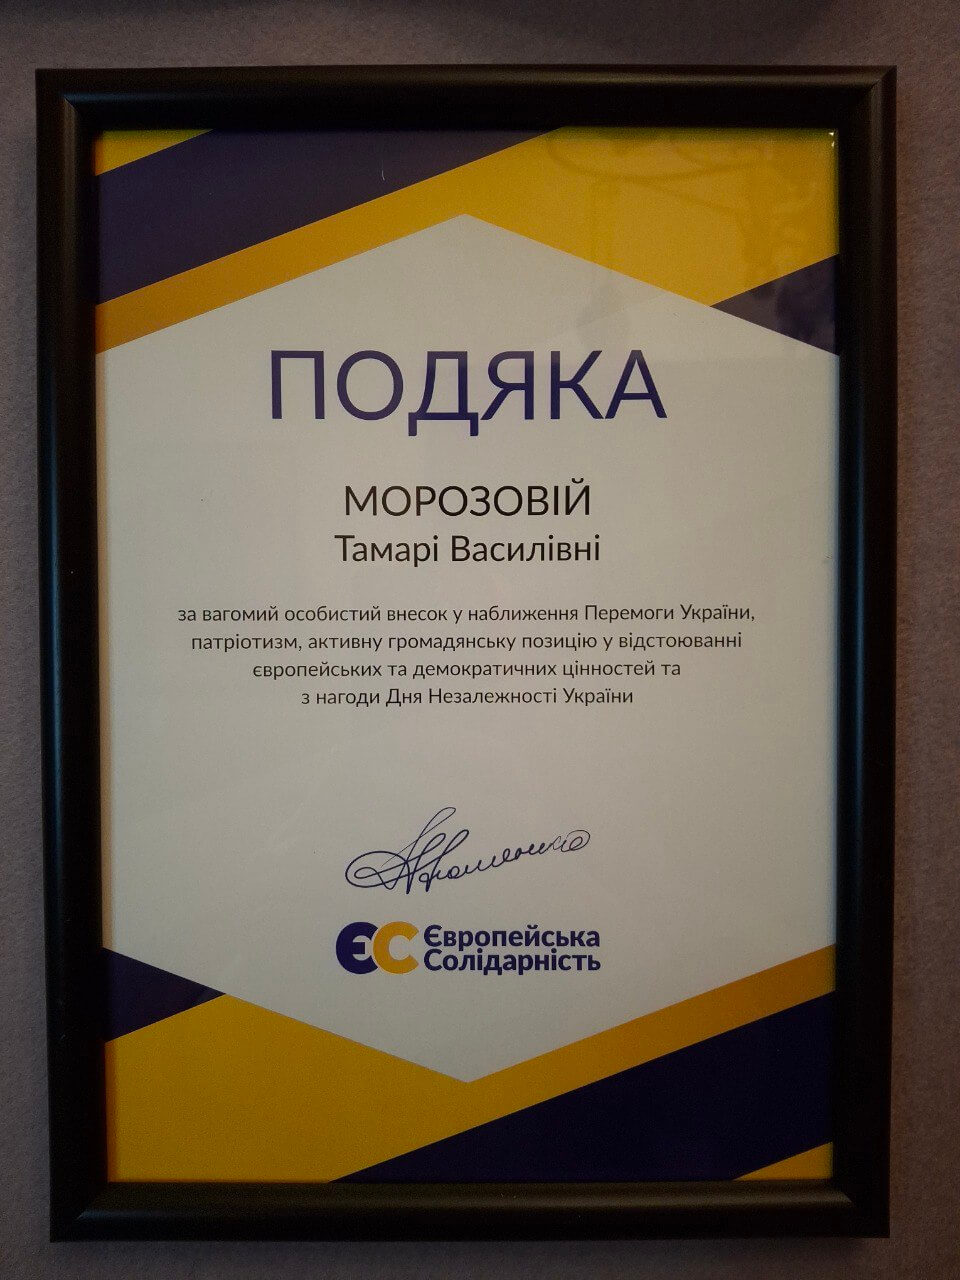 ПОДЯКА
МОРОЗОВІЙ
Тамарі Василівні
за вагомий особистий внесок у наближення Перемоги України,
патріотизм, активну громадянську позицію у відстоюванні
європейських та демократичних цінностей та
з нагоди Дня Незалежності України
ЄС Європейська
Солідарність